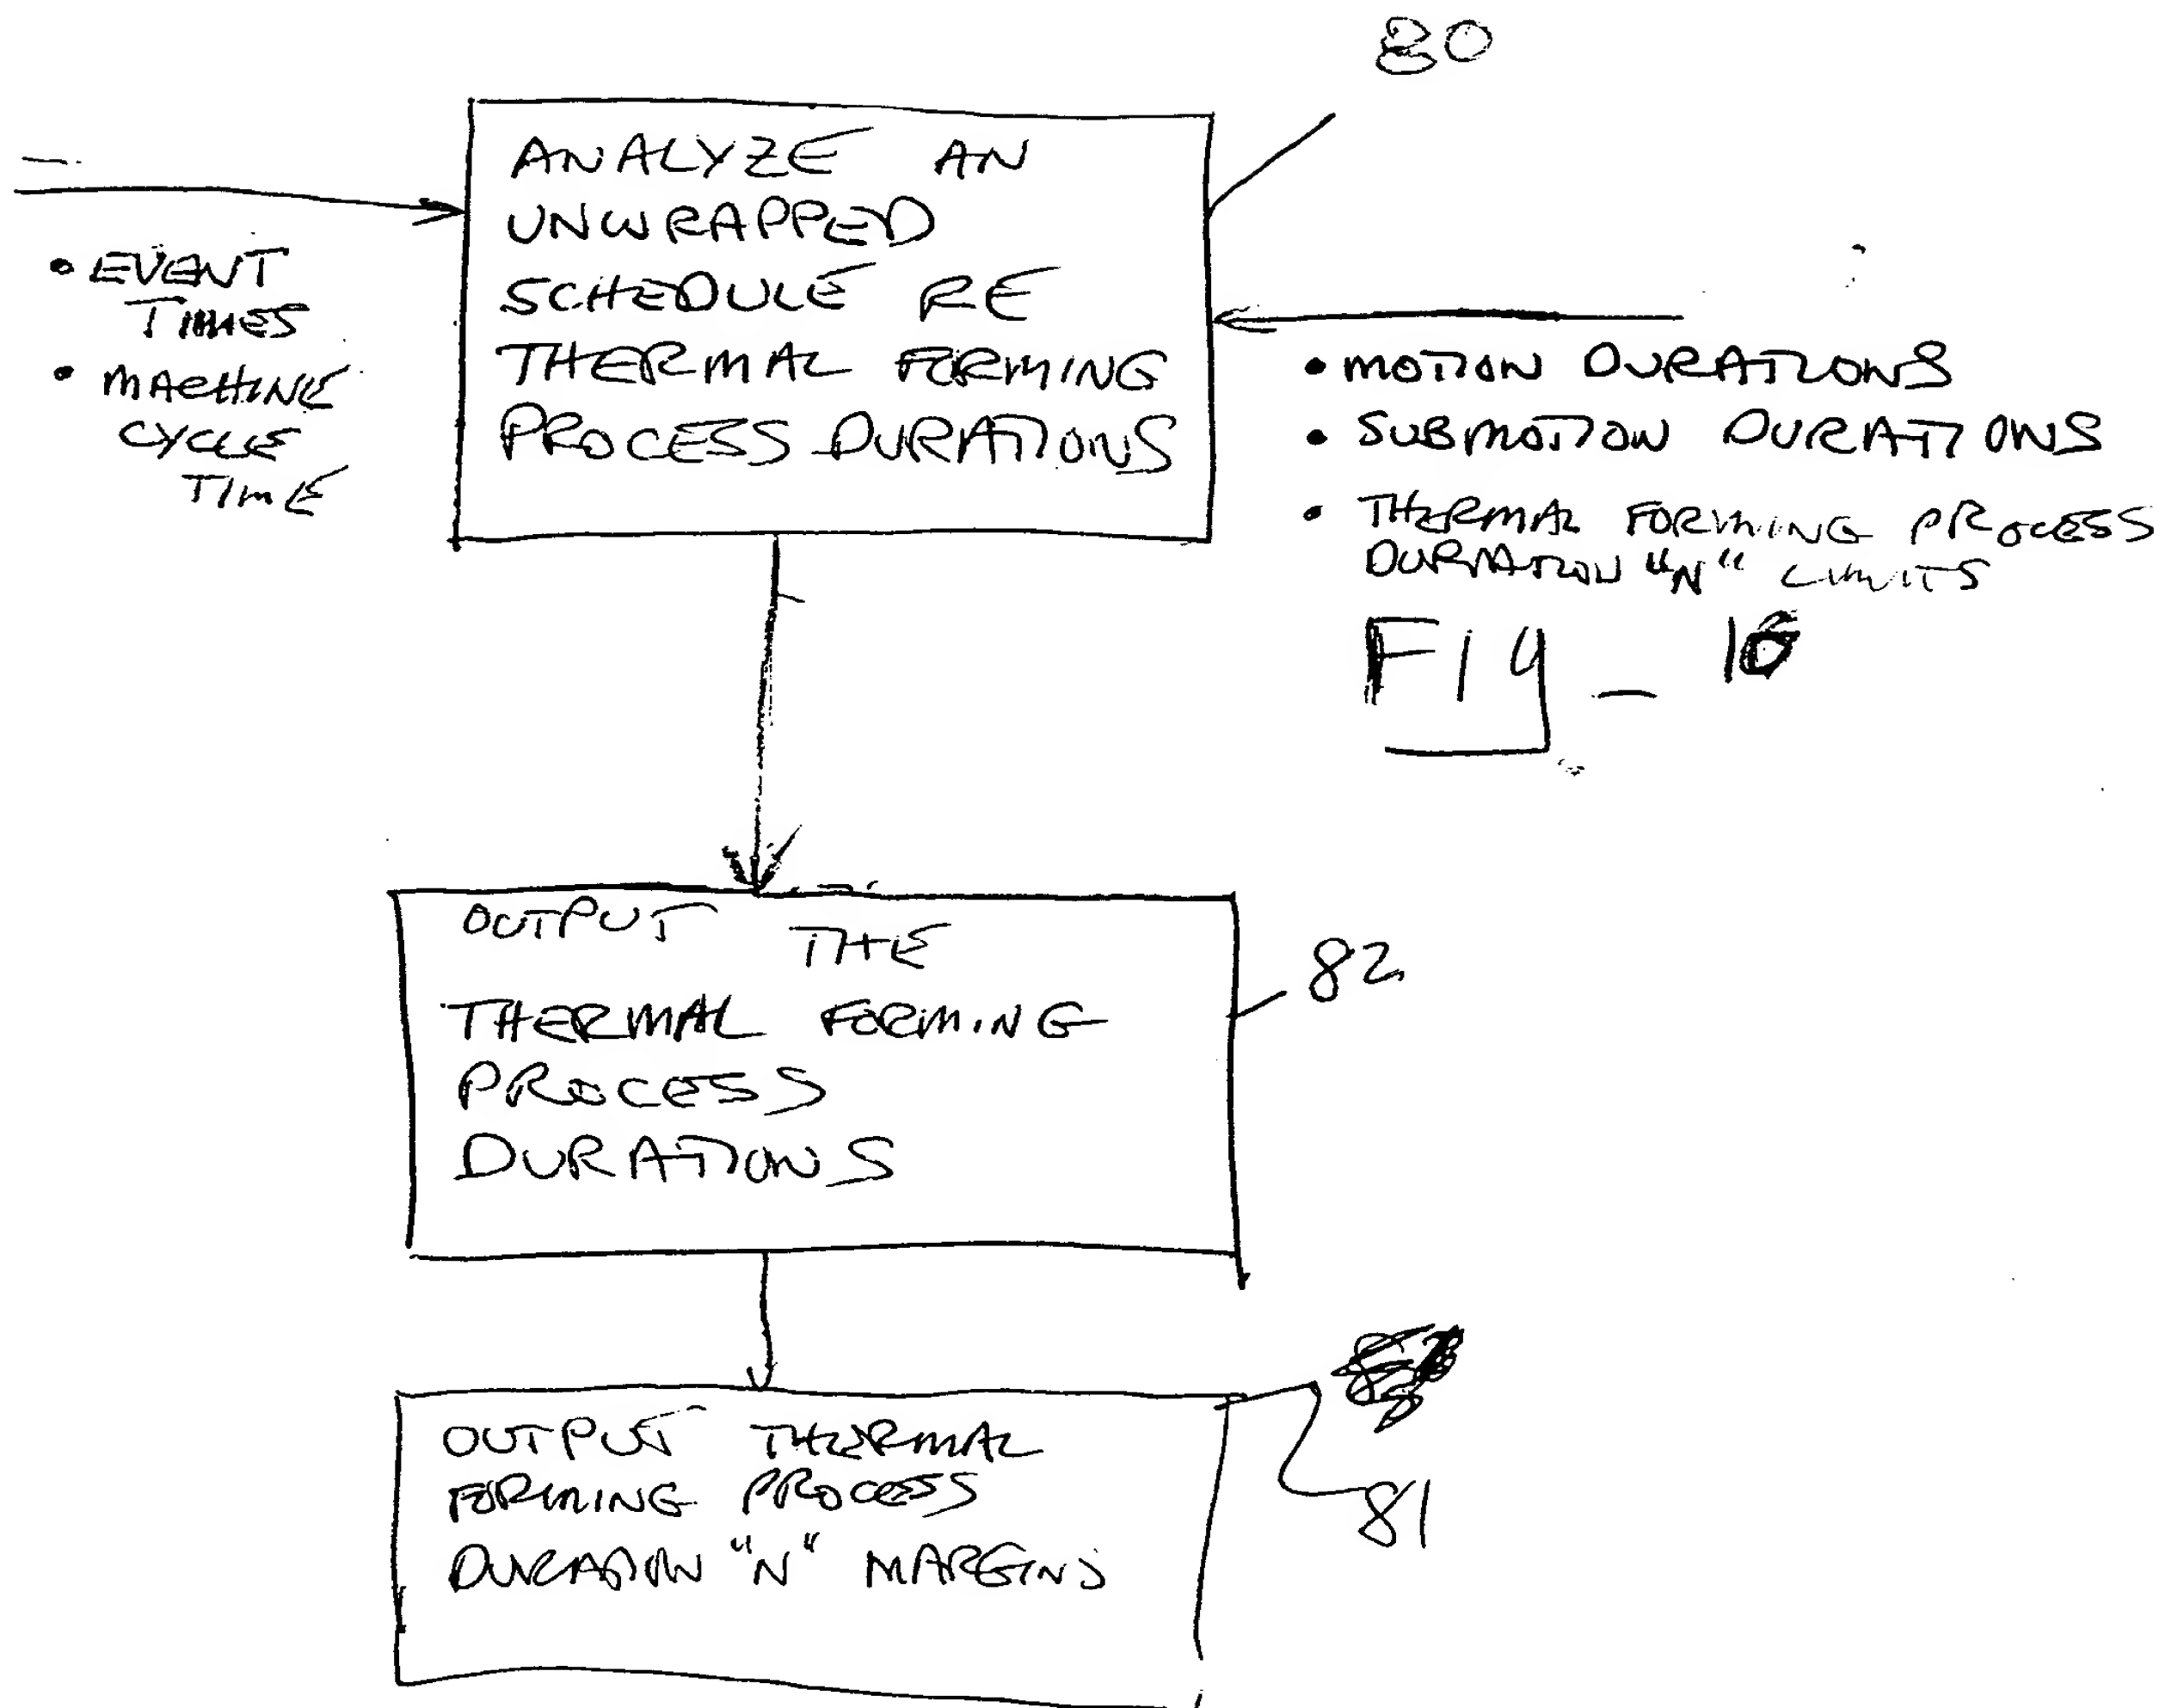 80
ANALYZE AN
UNWRAPPED
SCHEDULE RE
THERMAL FORMING
PROCESS DURATIONS
• EVENT
TIMES
• MACHINE
CYCLE
TIME
• MOTION DURATIONS
• SUBMOTION DURATIONS
• THERMAL FORMING PROCESS
DURATION "N" LIMITS
Fig _
OUTPUT THE
THERMAL FORMING
PROCESS
DURATIONS
82
OUTPUT THERMAL
FORMING PROCESS
DURATION "N" MARGINS
81